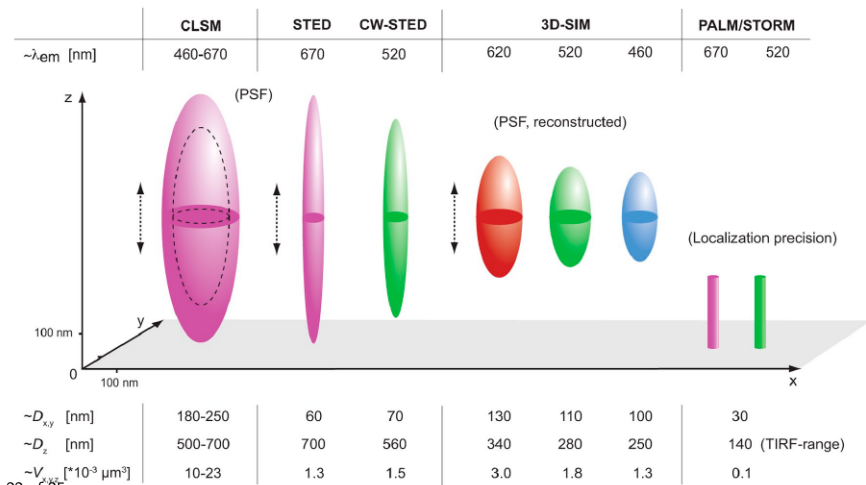 CLSM STED CW-STED 3D-SIM PALM/STORM
~λem [nm] 460-670 670 520 620 520 460 670 520
z
(PSF)
(PSF, reconstructed)
(Localization precision)
y
100 nm
0
100 nm
x
~Dx,y [nm] 180-250 60 70 130 110 100 30
~Dz [nm] 500-700 700 560 340 280 250 140 (TIRF-range)
~Vx,y,z [*10-3 µm3] 10-23 1.3 1.5 3.0 1.8 1.3 0.1